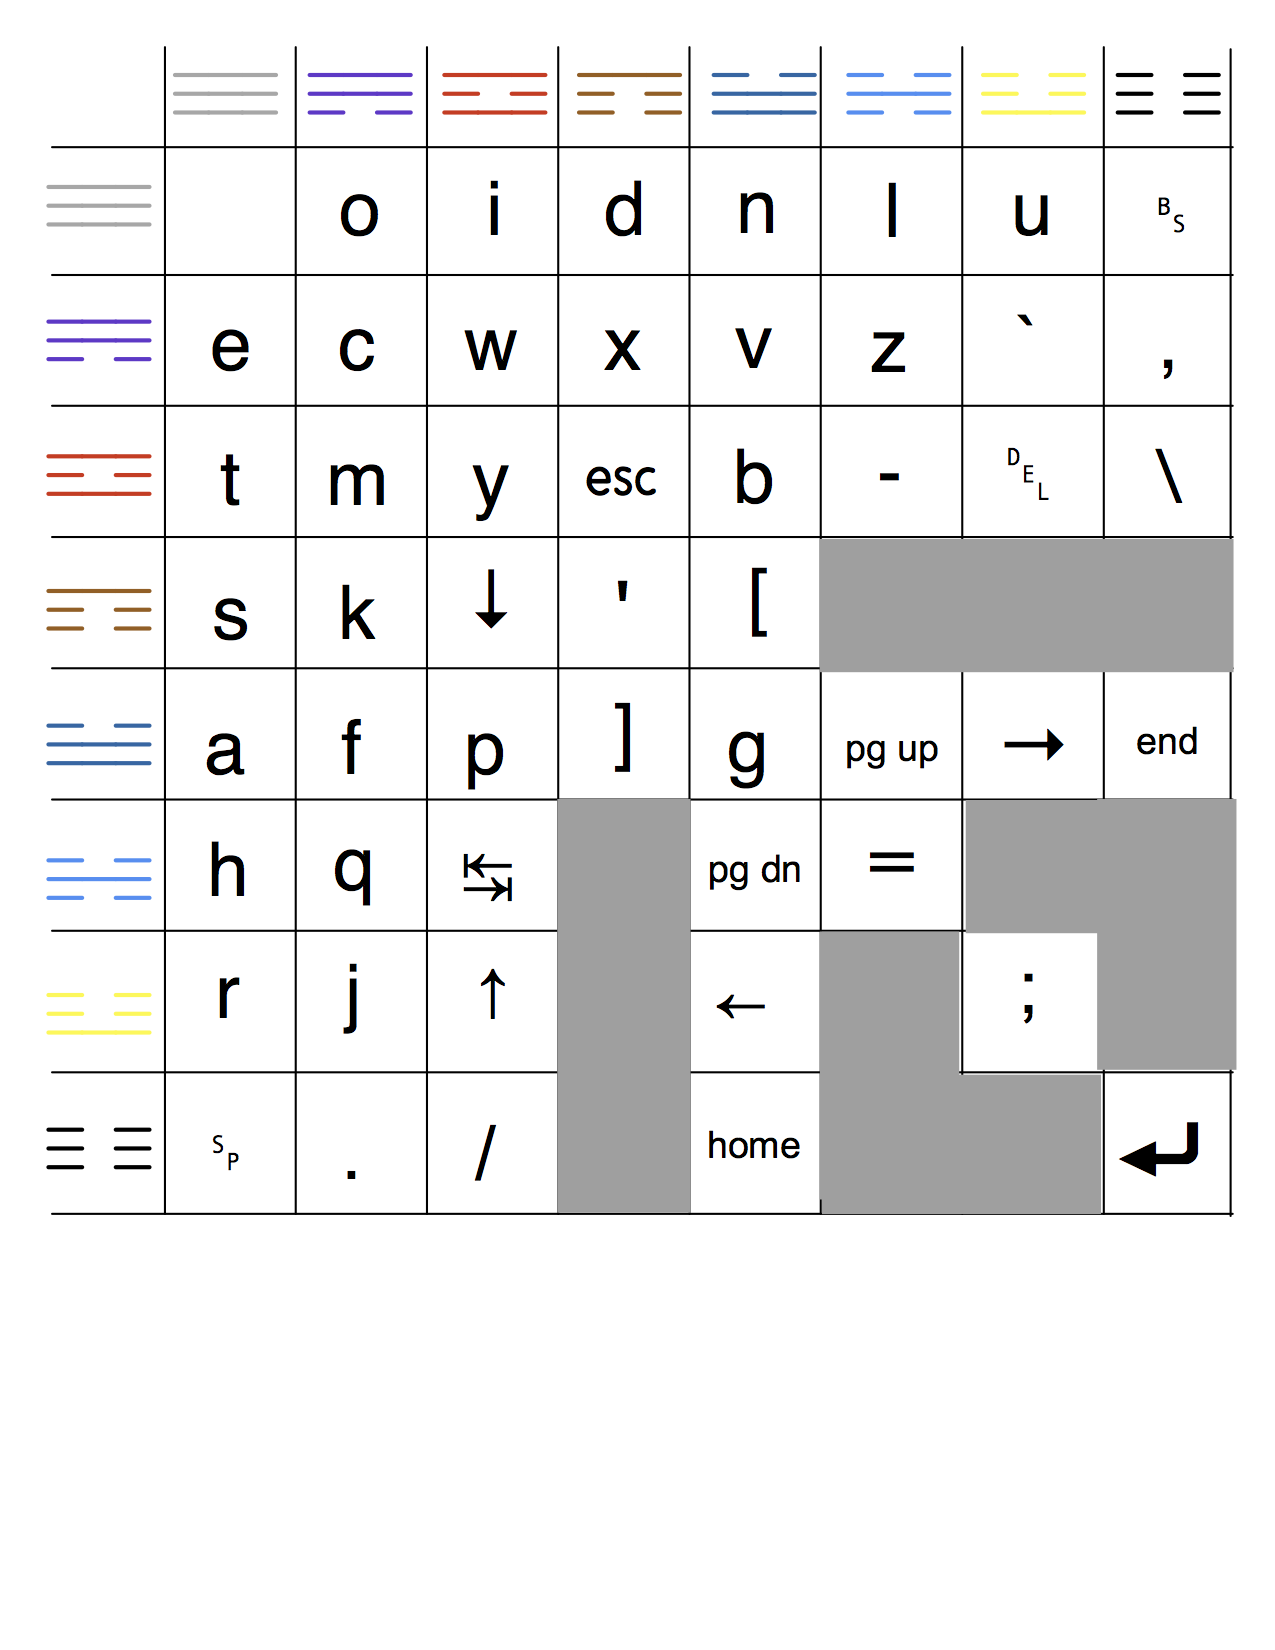 o i d n l u BS
e c w x v z ` ,
t m y esc b - DEL \
s k ↓ ' [
a f p ] g pg up → end
h q ↹ pg dn =
r j ↑ ← ;
SP . / home ↵